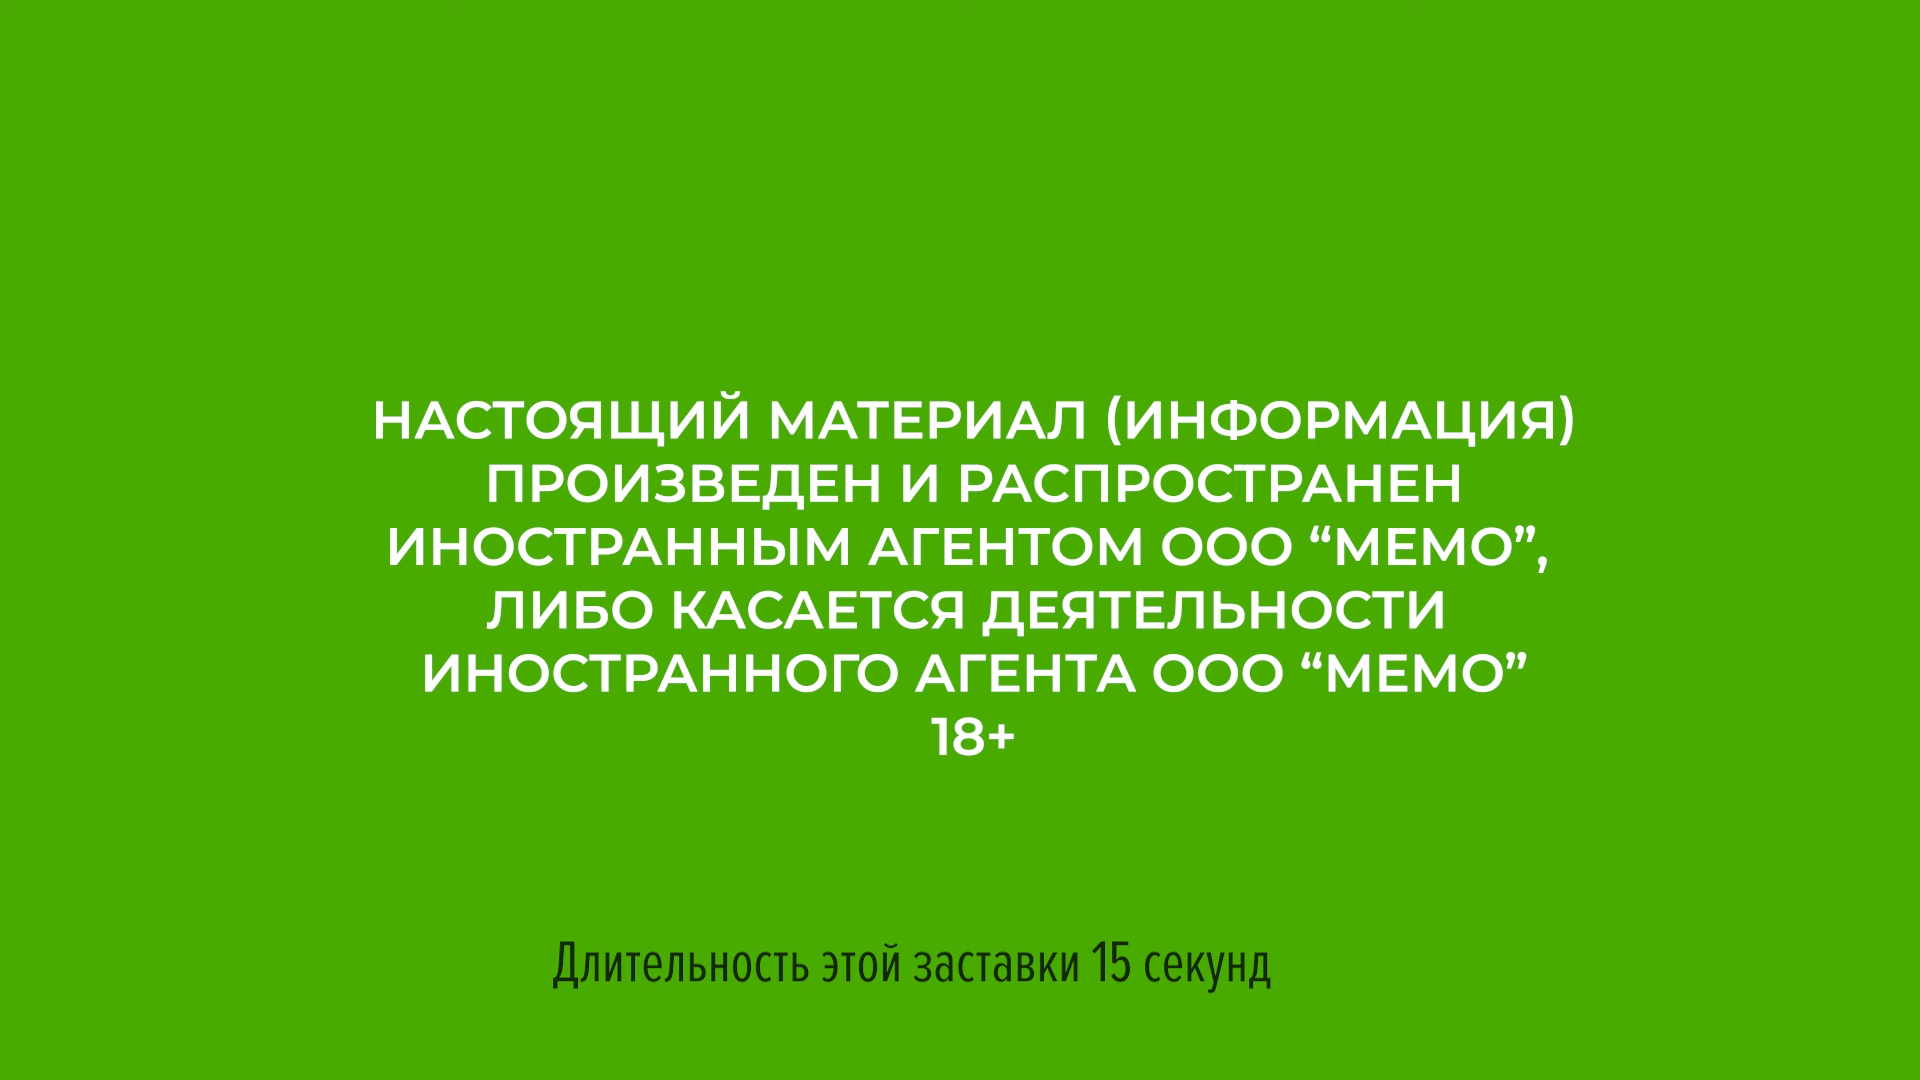 НАСТОЯЩИЙ МАТЕРИАЛ (ИНФОРМАЦИЯ)
ПРОИЗВЕДЕН И РАСПРОСТРАНЕН
ИНОСТРАННЫМ АГЕНТОМ ООО “МЕМО”,
ЛИБО КАСАЕТСЯ ДЕЯТЕЛЬНОСТИ
ИНОСТРАННОГО АГЕНТА ООО “МЕМО”
18+
Длительность этой заставки 15 секунд